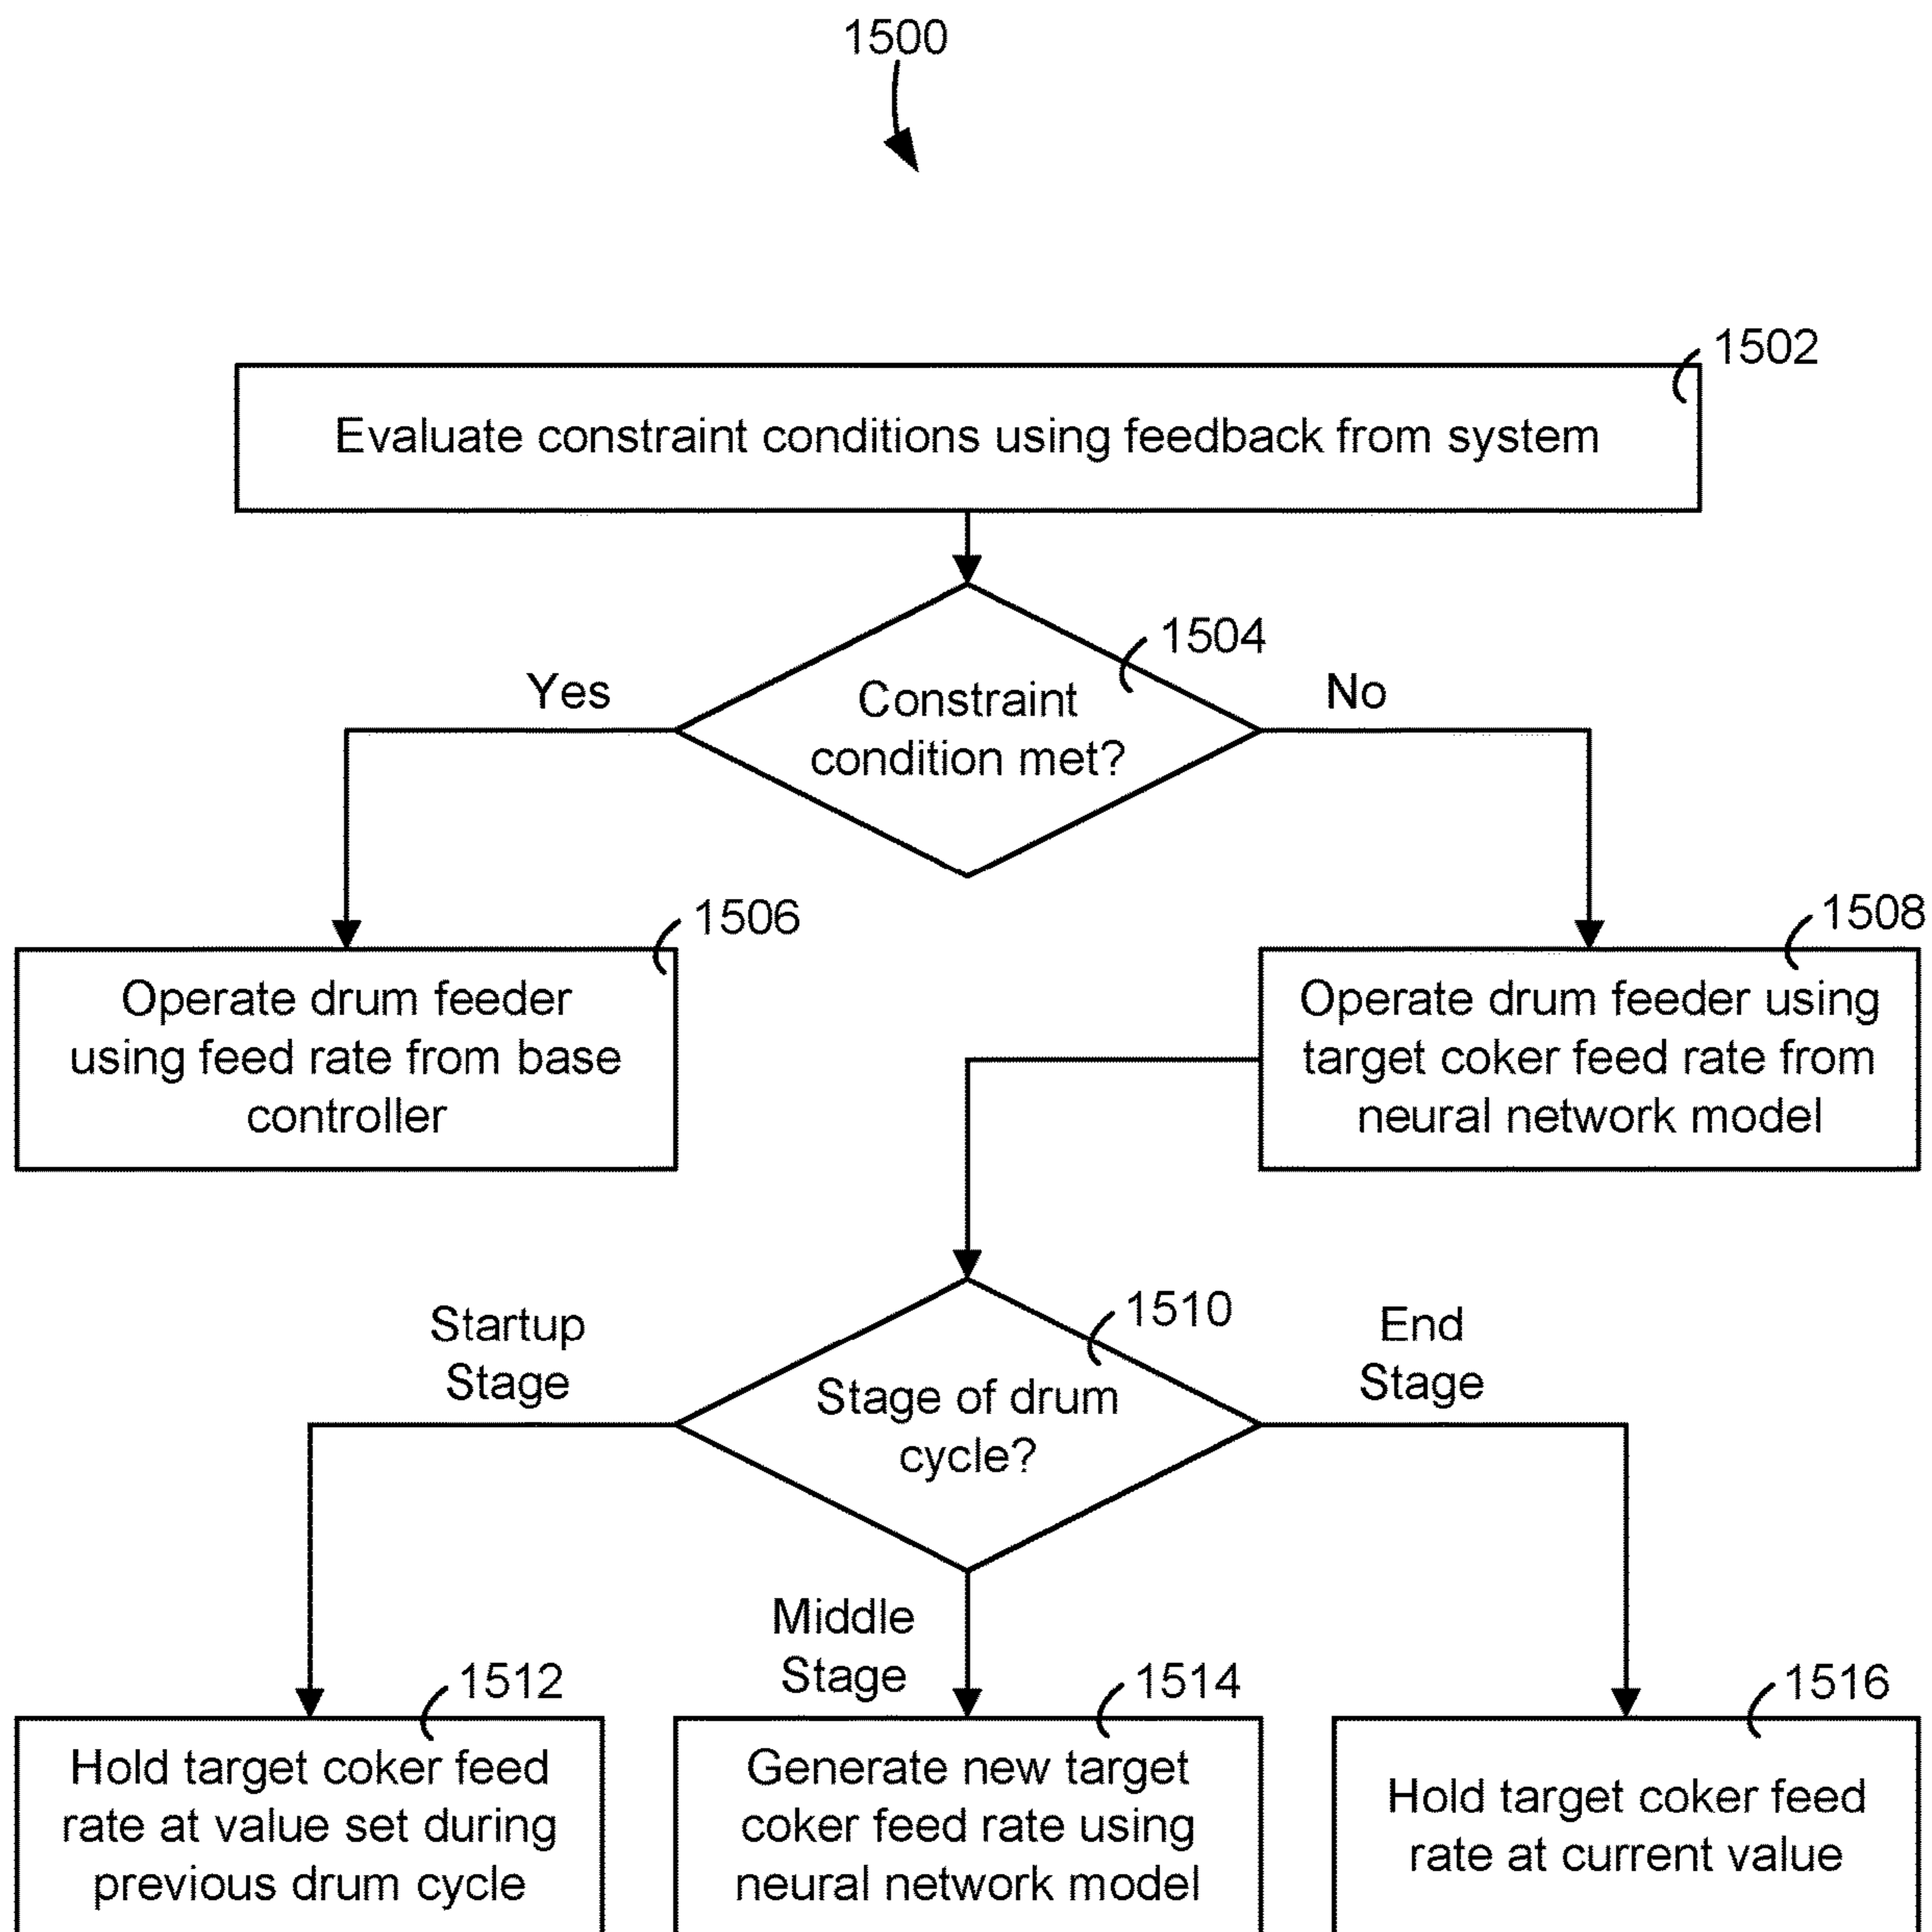 1500
1502
Evaluate constraint conditions using feedback from system
1504
Yes
No
Constraint
condition met?
1506
1508
Operate drum feeder
using feed rate from base
controller
Operate drum feeder using
target coker feed rate from
neural network model
1510
Startup
Stage
End
Stage
Stage of drum
cycle?
Middle
Stage
1512
1514
1516
Hold target coker feed
rate at value set during
previous drum cycle
Generate new target
coker feed rate using
neural network model
Hold target coker feed
rate at current value